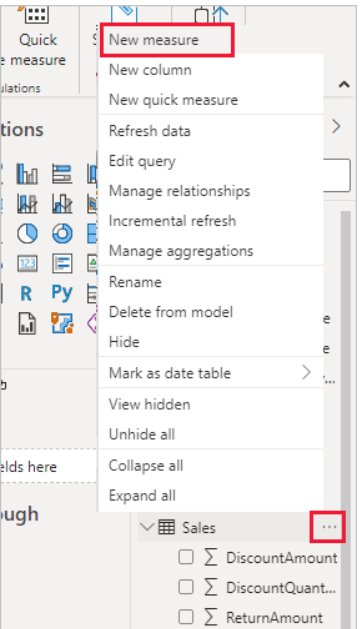 Quick
New measure
measure
New column
New quick measure
tions
Refresh data
Edit query
Manage relationships
Incremental refresh
Manage aggregations
123
R Py
Rename
Delete from model
Hide
Mark as date table
View hidden
Unhide all
elds here
Collapse all
Expand all
ough
Sales
DiscountAmount
DiscountQuant...
ReturnAmount